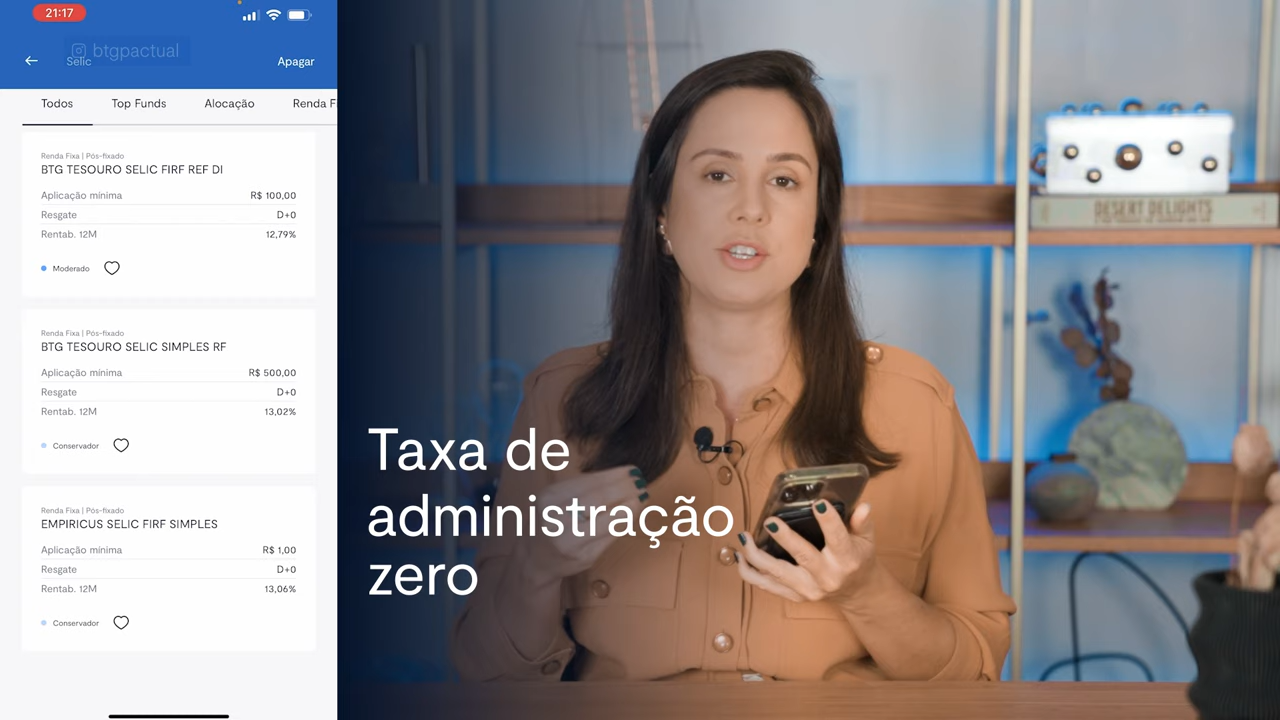 21:17
btgpactual
Selic
Apagar
Todos
Top Funds
Alocação
Renda F
Renda Fixa | Pós-fixado
BTG TESOURO SELIC FIRF REF DI
Aplicação mínima R$ 100,00
Resgate D+0
Rentab. 12M 12,79%
Moderado
Renda Fixa | Pós-fixado
BTG TESOURO SELIC SIMPLES RF
Aplicação mínima R$ 500,00
Resgate D+0
Rentab. 12M 13,02%
Conservador
Renda Fixa | Pós-fixado
EMPIRICUS SELIC FIRF SIMPLES
Aplicação mínima R$ 1,00
Resgate D+0
Rentab. 12M 13,06%
Conservador
Taxa de
administração
zero
DESERT DELIGHTS